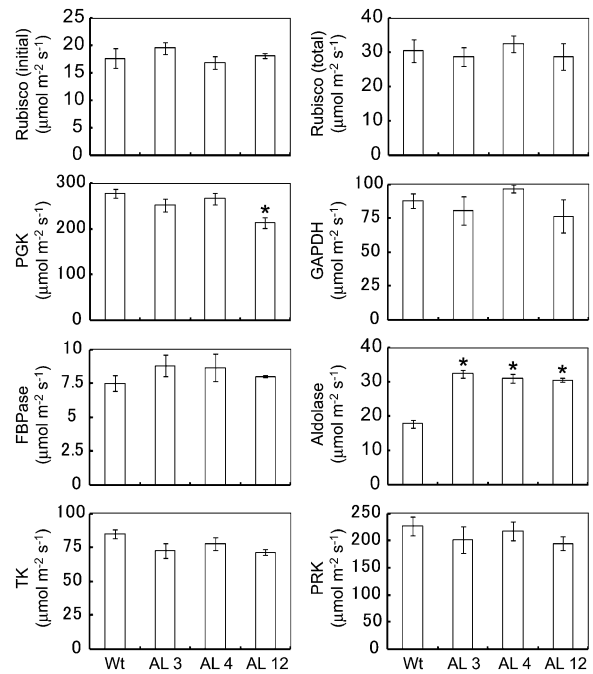 Rubisco (initial)
(μmol m-2 s-1)
25
20
15
10
5
0
Rubisco (total)
(μmol m-2 s-1)
40
30
20
10
0
PGK
(μmol m-2 s-1)
300
200
100
0
*
GAPDH
(μmol m-2 s-1)
100
75
50
25
0
FBPase
(μmol m-2 s-1)
10
7.5
5
2.5
0
Aldolase
(μmol m-2 s-1)
40
30
20
10
0
* * *
TK
(μmol m-2 s-1)
100
75
50
25
0
Wt AL 3 AL 4 AL 12
PRK
(μmol m-2 s-1)
250
200
150
100
50
0
Wt AL 3 AL 4 AL 12